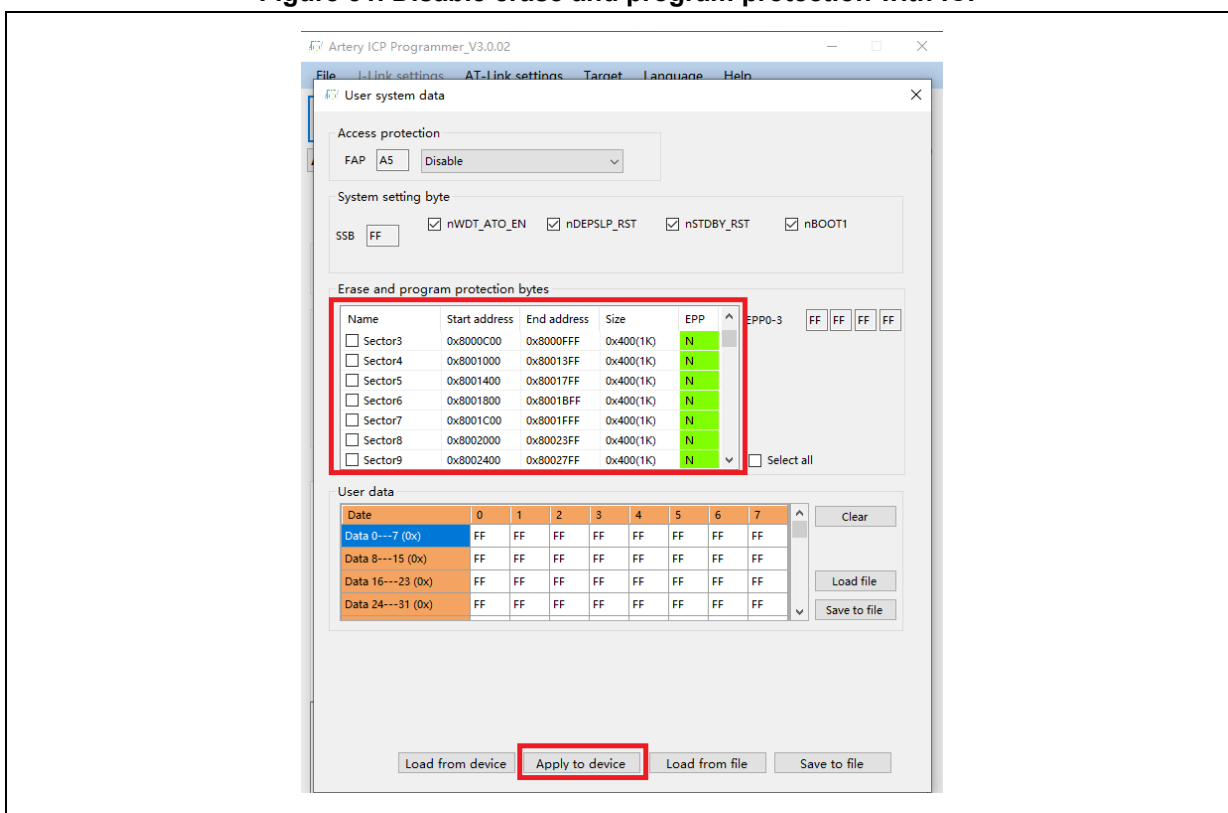 Artery ICP Programmer_V3.0.02
File J-Link settings AT-Link settings Target Language Help
User system data
Access protection
FAP A5 Disable
System setting byte
SSB FF nWDT_ATO_EN nDEPSLP_RST nSTDBY_RST nBOOT1
Erase and program protection bytes
Name Start address End address Size EPP EPP0-3 FF FF FF FF
Sector3 0x8000C00 0x8000FFF 0x400(1K) N
Sector4 0x8001000 0x80013FF 0x400(1K) N
Sector5 0x8001400 0x80017FF 0x400(1K) N
Sector6 0x8001800 0x8001BFF 0x400(1K) N
Sector7 0x8001C00 0x8001FFF 0x400(1K) N
Sector8 0x8002000 0x80023FF 0x400(1K) N
Sector9 0x8002400 0x80027FF 0x400(1K) N Select all
User data
Date 0 1 2 3 4 5 6 7 Clear
Data 0---7 (0x) FF FF FF FF FF FF FF FF
Data 8---15 (0x) FF FF FF FF FF FF FF FF
Data 16---23 (0x) FF FF FF FF FF FF FF FF Load file
Data 24---31 (0x) FF FF FF FF FF FF FF FF Save to file
Load from device Apply to device Load from file Save to file